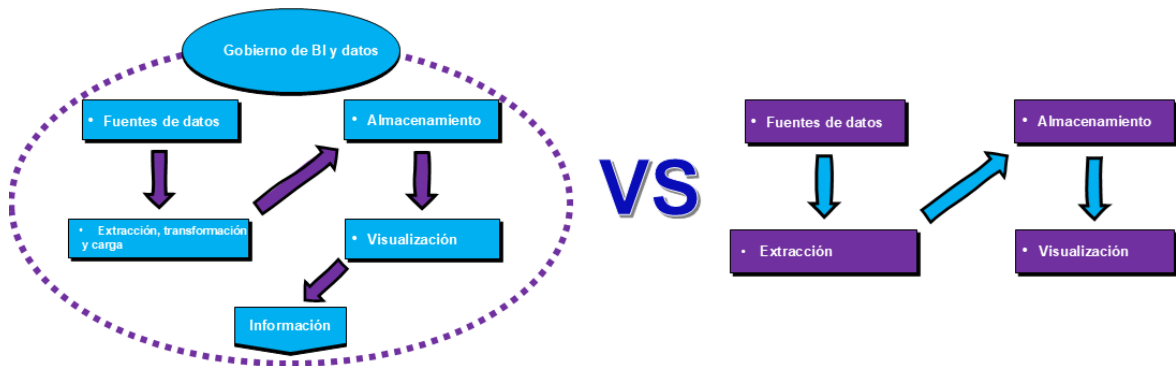 Gobierno de BI y datos
• Fuentes de datos
• Almacenamiento
• Extracción, transformación
y carga
• Visualización
Información
VS
• Fuentes de datos
• Almacenamiento
• Extracción
• Visualización